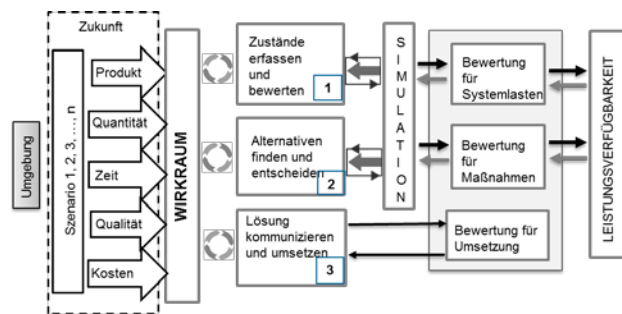 Zukunft
Umgebung
Szenario 1, 2, 3, …, n
Produkt
Quantität
Zeit
Qualität
Kosten
WIRKRAUM
Zustände
erfassen
und
bewerten
1
Alternativen
finden und
entscheiden
2
Lösung
kommunizieren
und umsetzen
3
SIMULATION
Bewertung
für
Systemlasten
Bewertung
für
Maßnahmen
Bewertung für
Umsetzung
LEISTUNGSVERFÜGBARKEIT